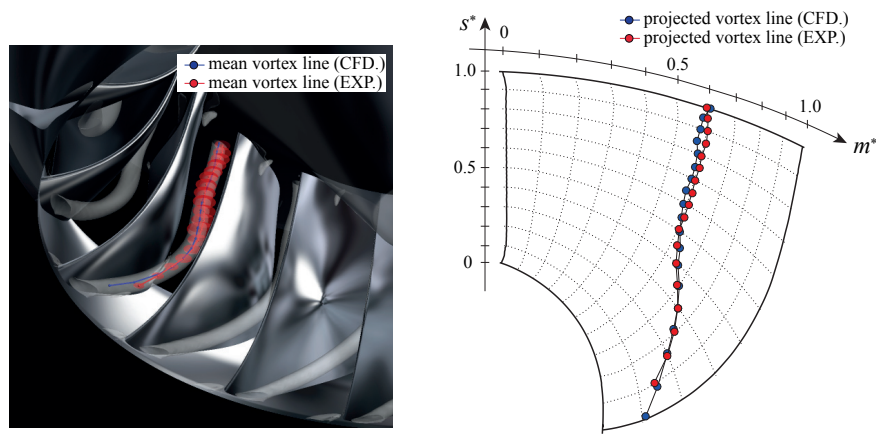 mean vortex line (CFD.)
mean vortex line (EXP.)
s*
0
projected vortex line (CFD.)
projected vortex line (EXP.)
0.5
1.0
m*
1.0
0.5
0